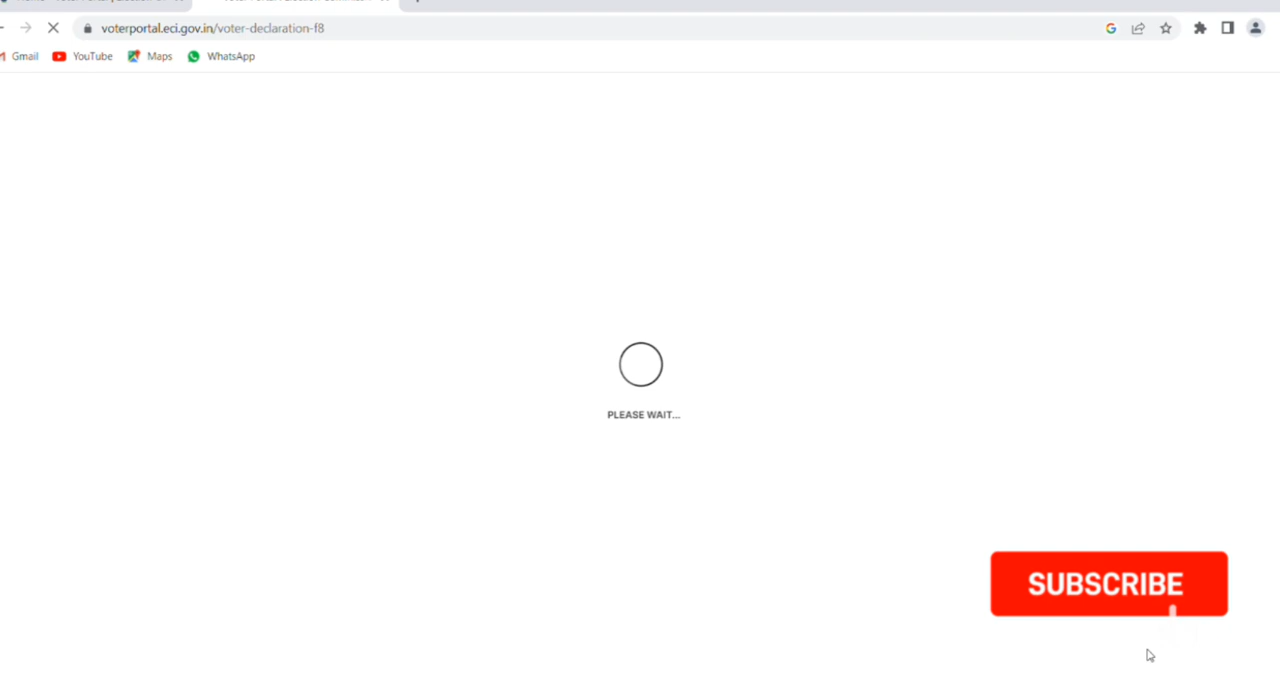 voterportal.eci.gov.in/voter-declaration-f8
Gmail YouTube Maps WhatsApp
PLEASE WAIT...
SUBSCRIBE